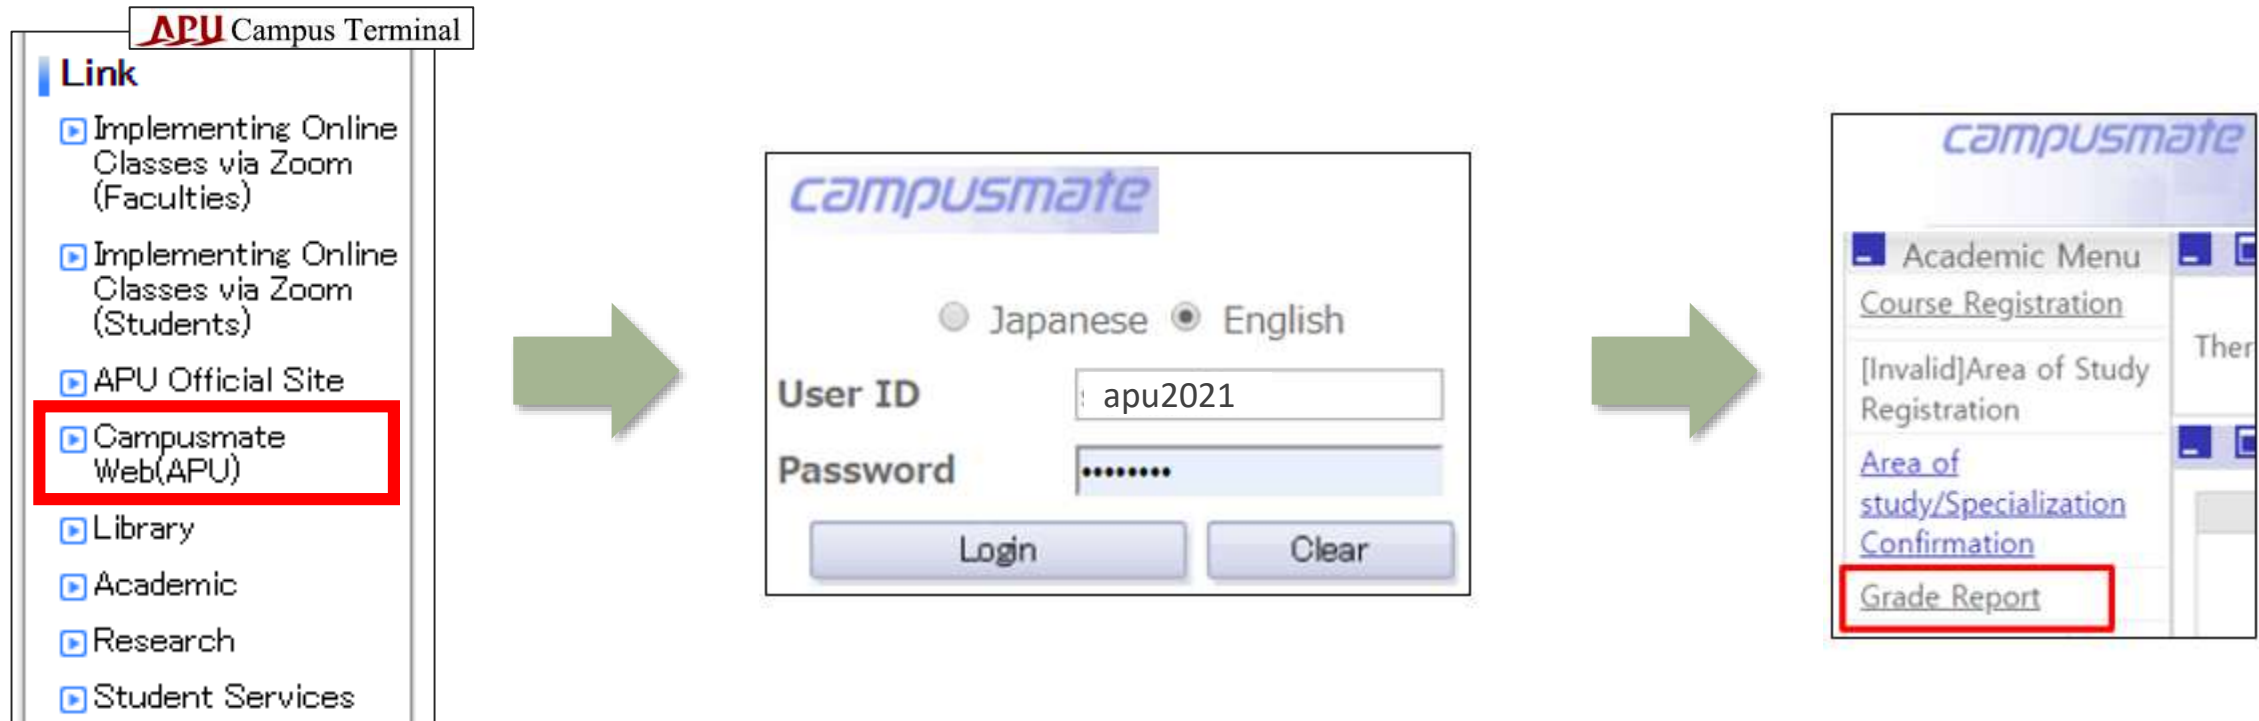 APU Campus Terminal
Link
Implementing Online
Classes via Zoom
(Faculties)
Implementing Online
Classes via Zoom
(Students)
APU Official Site
Campusmate
Web(APU)
Library
Academic
Research
Student Services
campusmate
Japanese English
User ID apu2021
Password ••••••••
Login Clear
campusmate
Academic Menu
Course Registration
[Invalid]Area of Study
Registration
Area of
study/Specialization
Confirmation
Grade Report
Ther